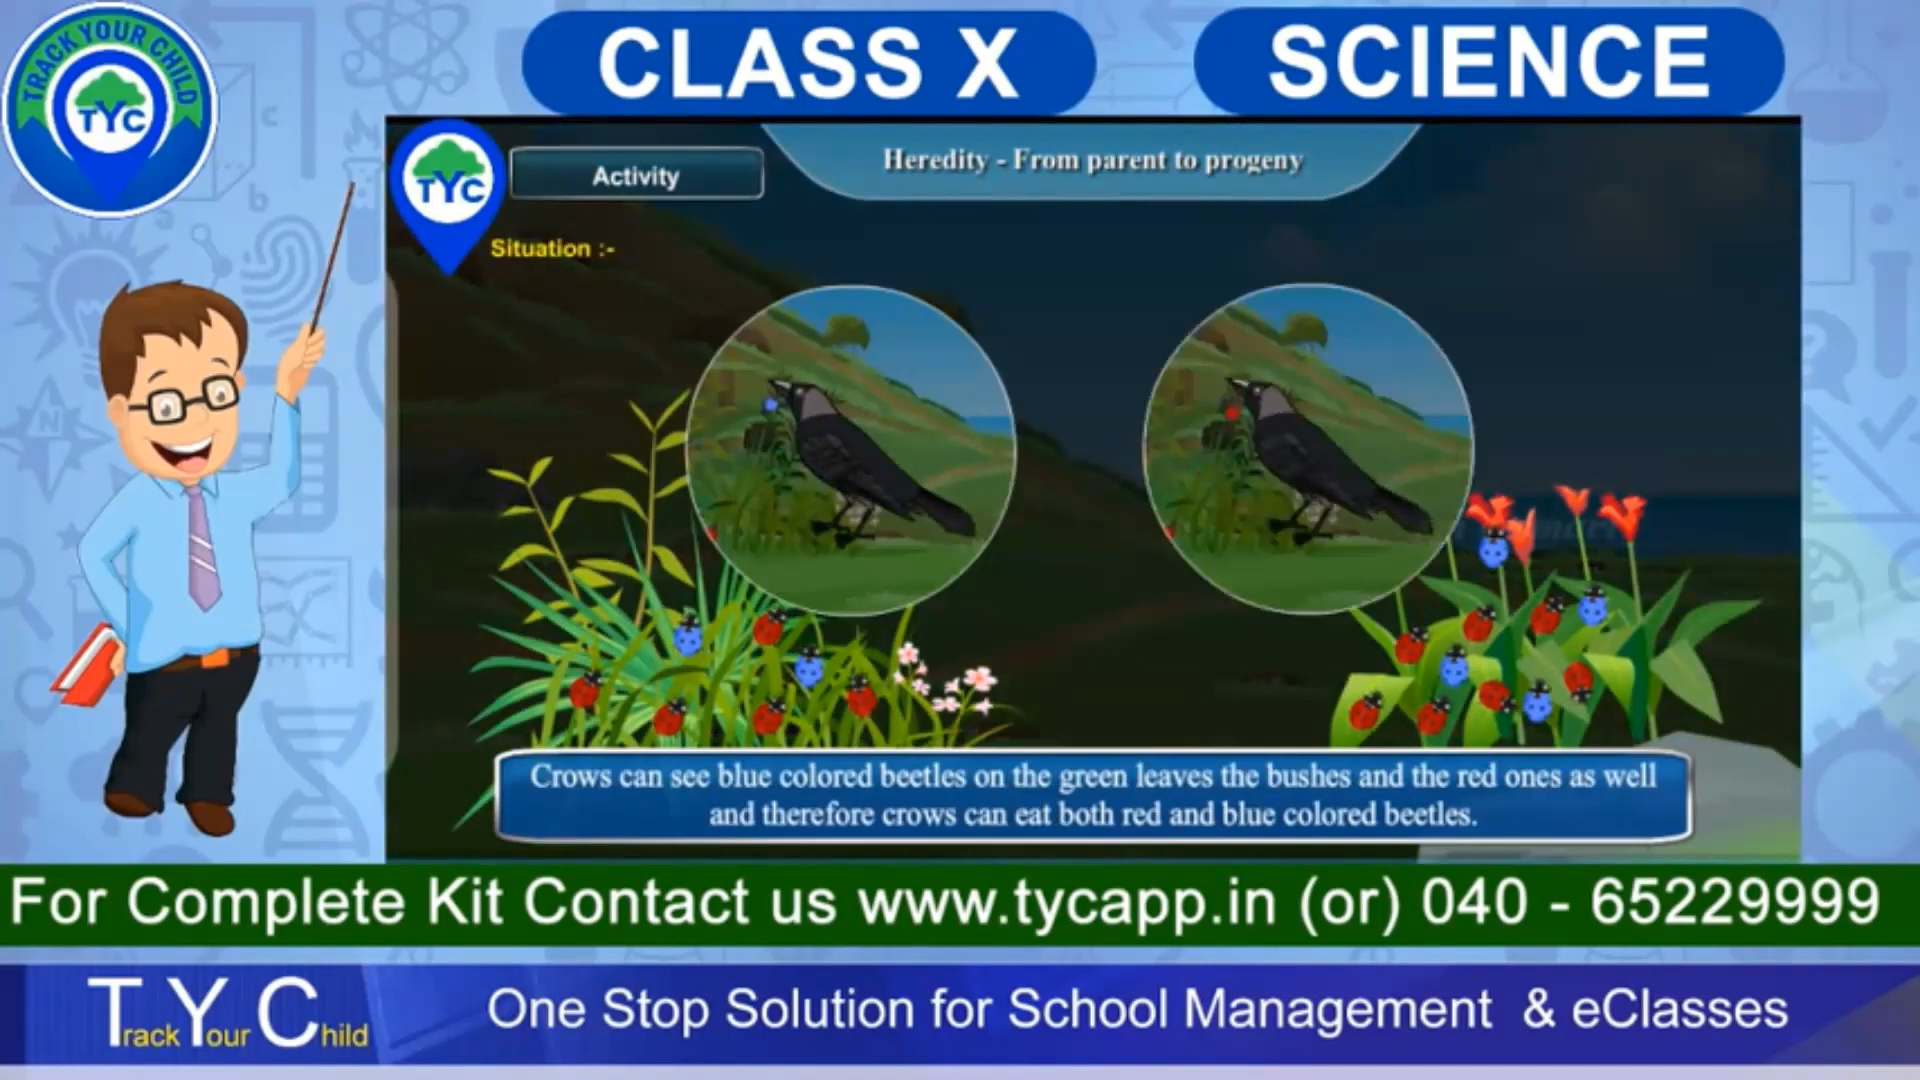 TRACK YOUR CHILD
TYC
CLASS X
SCIENCE
TYC
Activity
Heredity - From parent to progeny
Situation :-
Crows can see blue colored beetles on the green leaves the bushes and the red ones as well
and therefore crows can eat both red and blue colored beetles.
For Complete Kit Contact us www.tycapp.in (or) 040 - 65229999
Track Your Child
One Stop Solution for School Management & eClasses